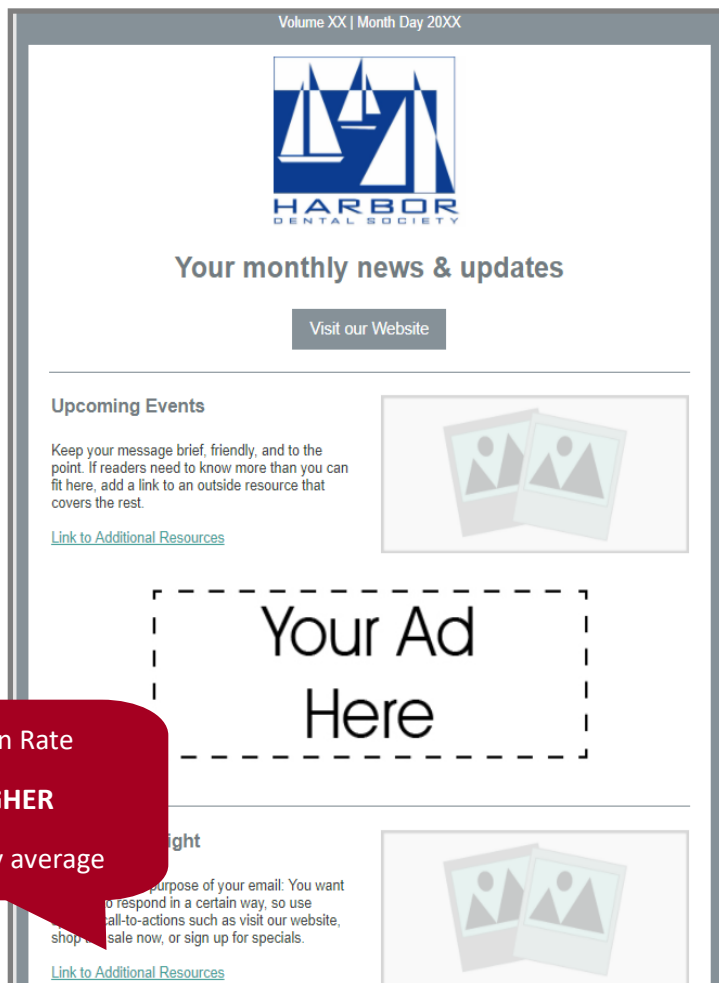 Volume XX | Month Day 20XX
HARBOR
DENTAL SOCIETY
Your monthly news & updates
Visit our Website
Upcoming Events
Keep your message brief, friendly, and to the
point. If readers need to know more than you can
fit here, add a link to an outside resource that
covers the rest.
Link to Additional Resources
Your Ad
Here
Rate
average
of your email: You want
respond in a certain way, so use
call-to-actions such as visit our website,
shop sale now, or sign up for specials.
Link to Additional Resources